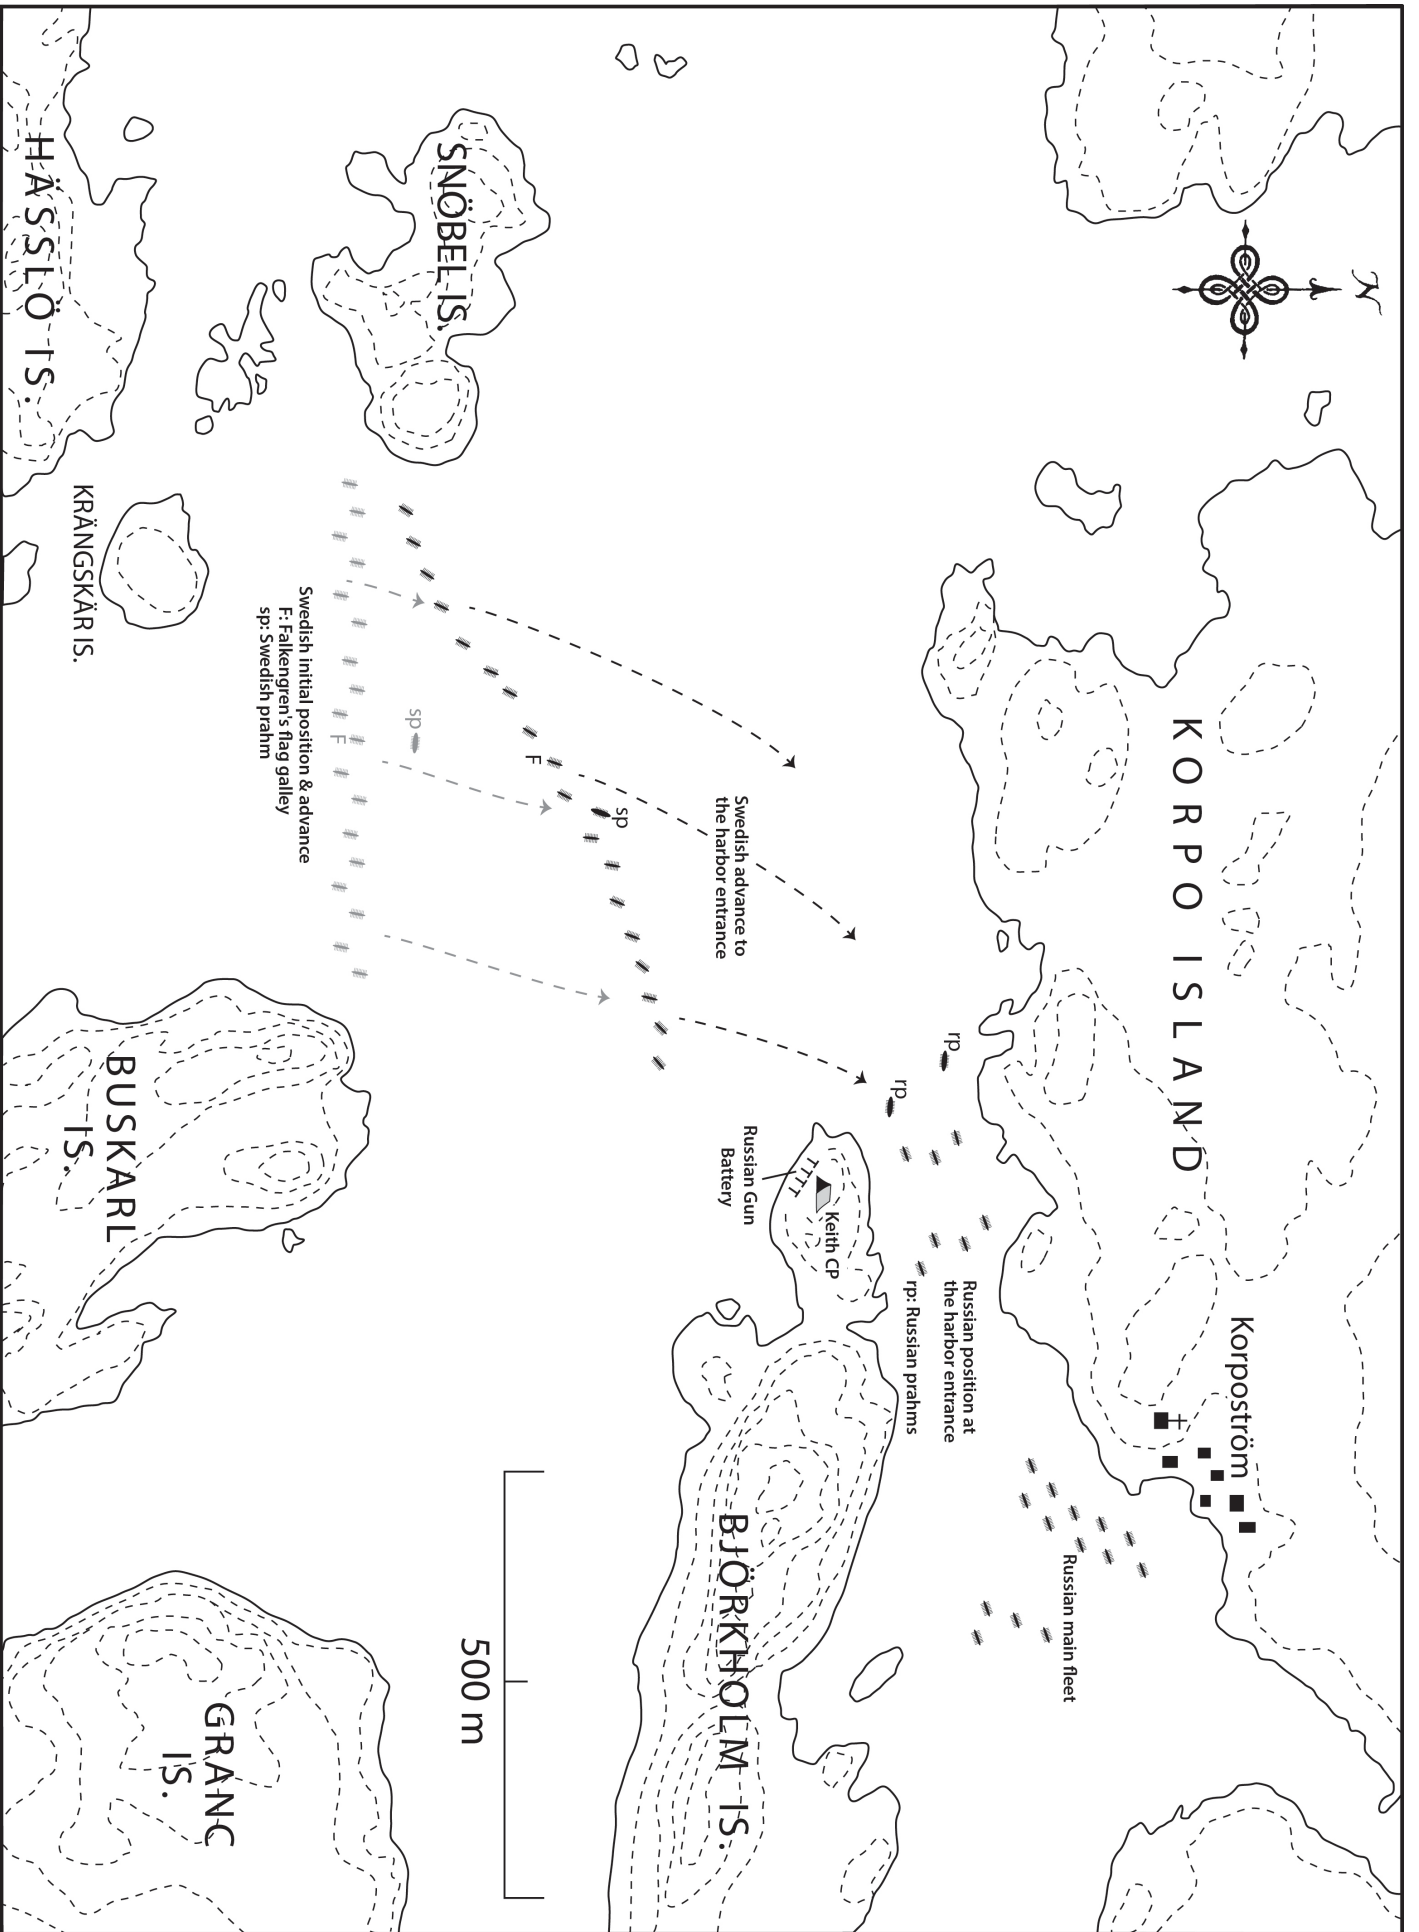 N
KORPO ISLAND
Korpoström
Russian main fleet
rp
rp
Russian position at
the harbor entrance
rp: Russian prahms
Keith CP
Russian Gun
Battery
Swedish advance to
the harbor entrance
BJÖRKHOLM IS.
sp
F
SNÖBEL IS.
sp
F
Swedish initial position & advance
F: Falkengren's flag galley
sp: Swedish prahm
500 m
GRANC
IS.
BUSKARL
IS.
KRÄNGSKÄR IS.
HÄSSLÖ IS.